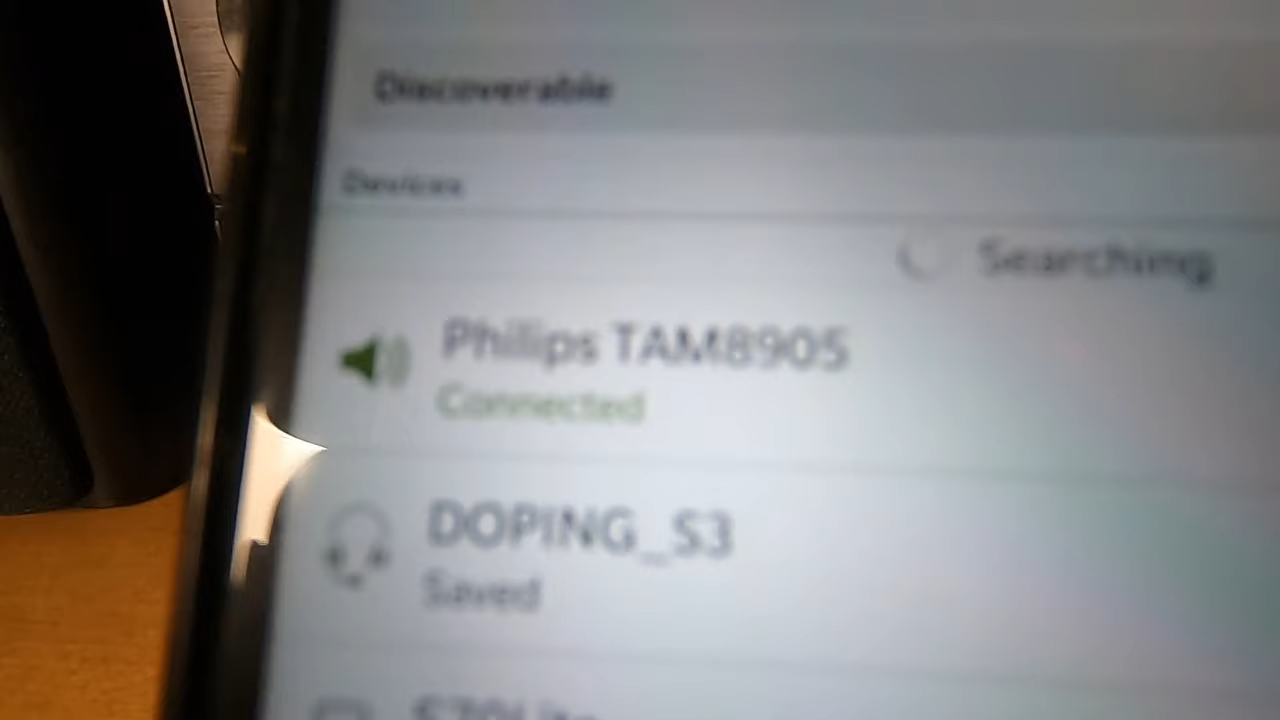 Discoverable
Devices
Searching
Philips TAM8905
Connected
DOPING_S3
Saved